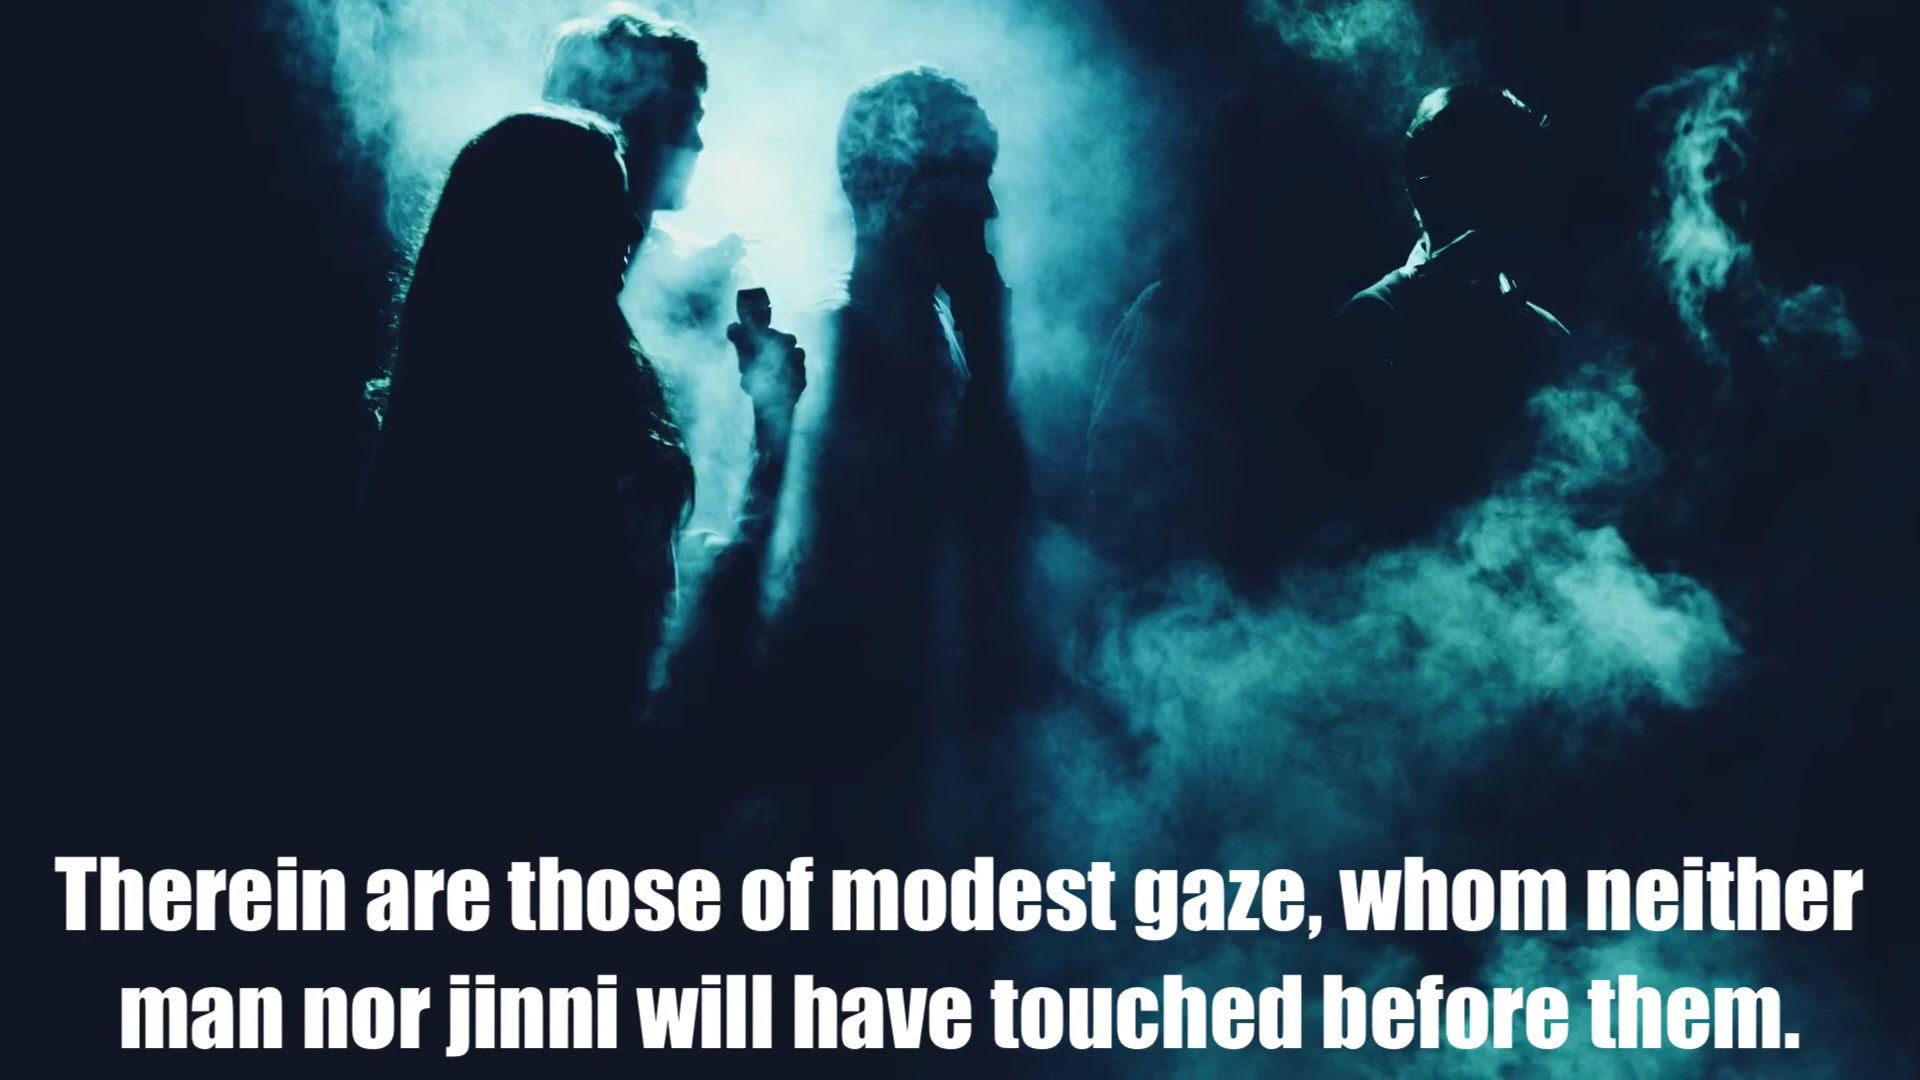 Therein are those of modest gaze, whom neither
man nor jinni will have touched before them.